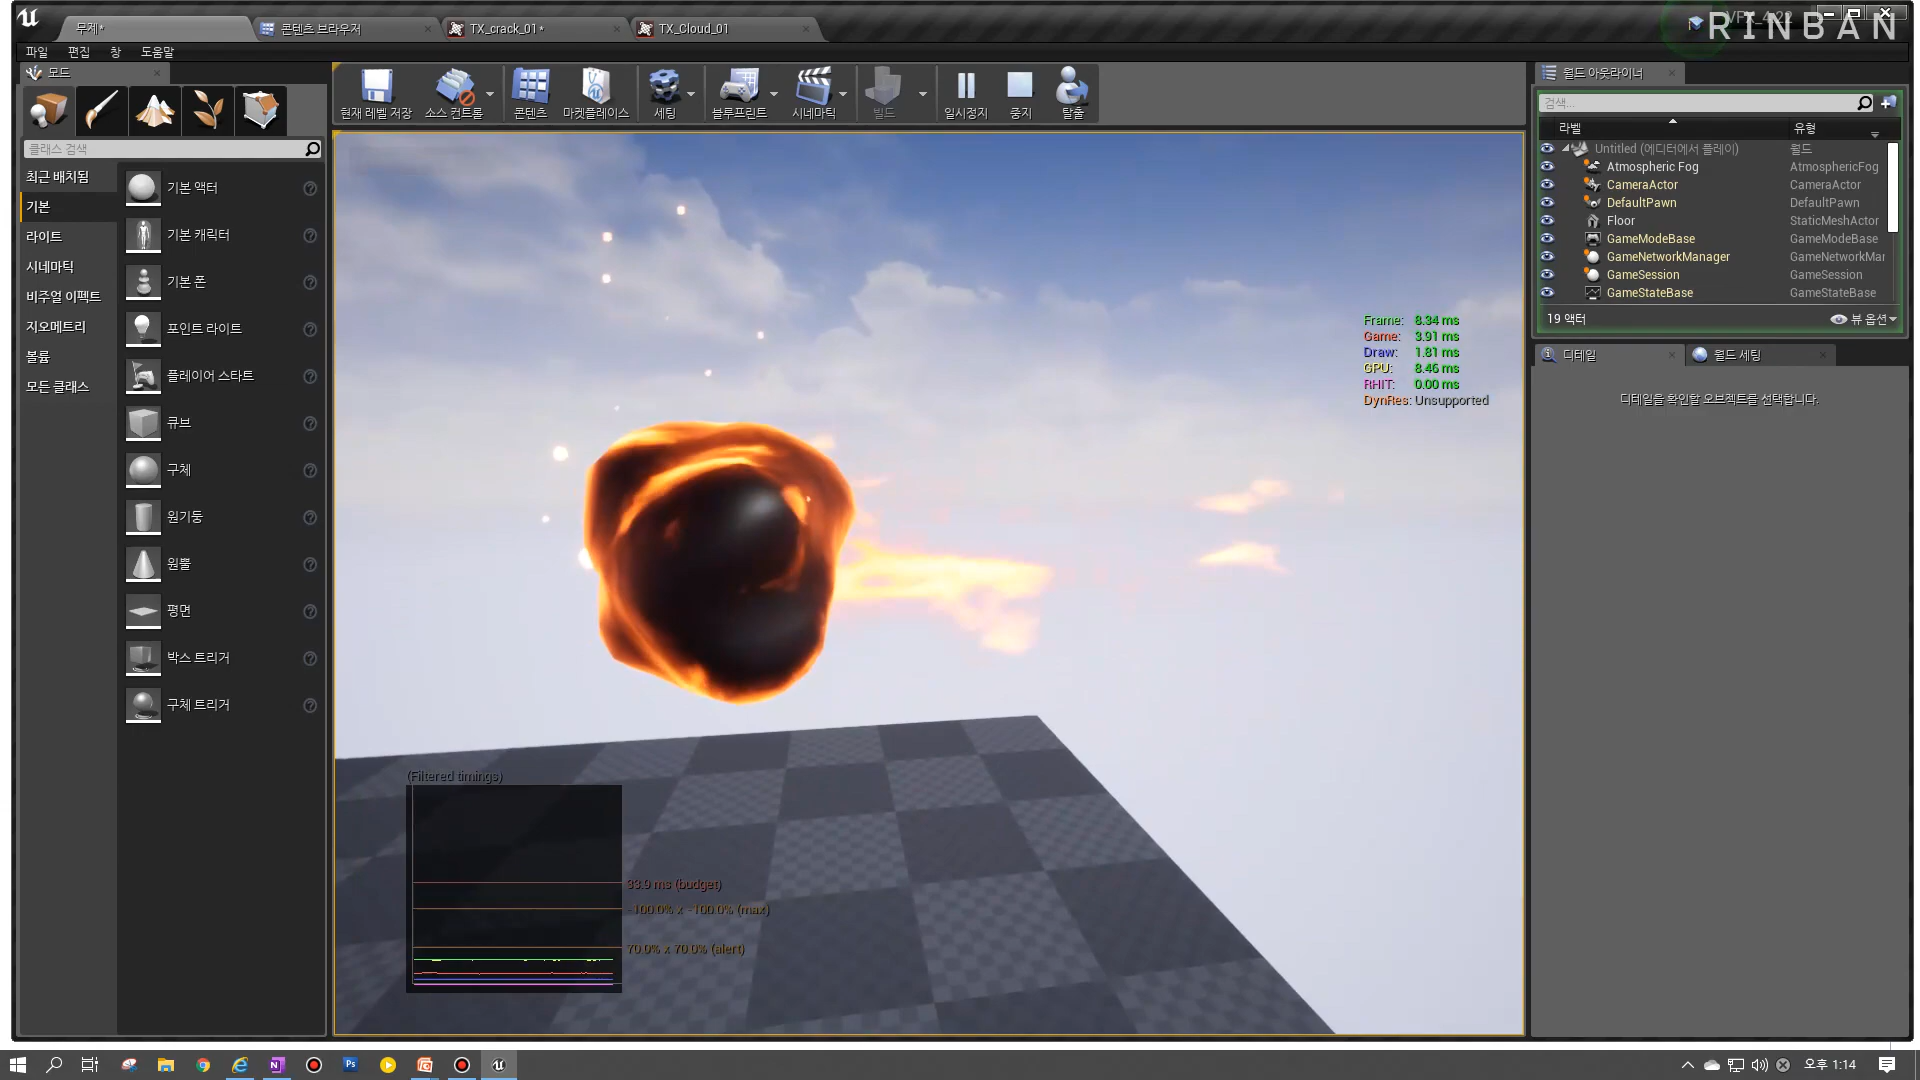 무제*
콘텐츠 브라우저
TX_crack_01*
TX_Cloud_01
RINBAN
파일 편집 창 도움말
모드
클래스 검색
최근 배치됨
기본
라이트
시네마틱
비주얼 이펙트
지오메트리
볼륨
모든 클래스
기본 액터
기본 캐릭터
기본 폰
포인트 라이트
플레이어 스타트
큐브
구체
원기둥
원뿔
평면
박스 트리거
구체 트리거
현재 레벨 저장
소스 컨트롤
콘텐츠
마켓플레이스
세팅
블루프린트
시네마틱
빌드
일시정지
중지
탈출
Frame: 8.34 ms
Game: 3.91 ms
Draw: 1.81 ms
GPU: 8.46 ms
RHIT: 0.00 ms
DynRes: Unsupported
(Filtered timings)
33.9 ms (budget)
-100.0% x -100.0% (max)
70.0% x 70.0% (alert)
월드 아웃라이너
검색...
라벨 유형
Untitled (에디터에서 플레이) 월드
Atmospheric Fog AtmosphericFog
CameraActor CameraActor
DefaultPawn DefaultPawn
Floor StaticMeshActor
GameModeBase GameModeBase
GameNetworkManager GameNetworkMar
GameSession GameSession
GameStateBase GameStateBase
19 액터
뷰 옵션
디테일
월드 세팅
디테일을 확인할 오브젝트를 선택합니다.
오후 1:14